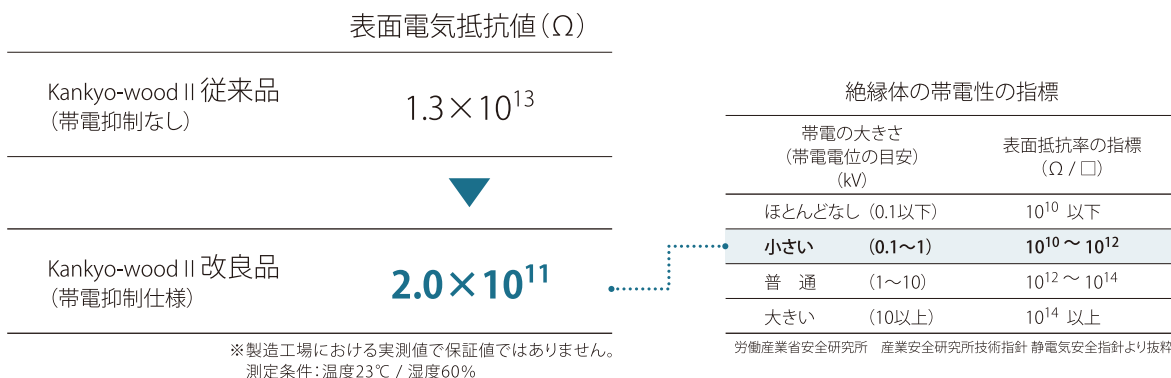 表面電気抵抗値(Ω)
Kankyo-woodⅡ 従来品
(帯電抑制なし)
1.3×10¹³
Kankyo-woodⅡ 改良品
(帯電抑制仕様)
2.0×10¹¹
※製造工場における実測値で保証値ではありません。
測定条件:温度23℃ / 湿度60%
絶縁体の帯電性の指標
帯電の大きさ
(帯電電位の目安)
(kV)
表面抵抗率の指標
(Ω / □)
ほとんどなし (0.1以下) 10¹⁰ 以下
小さい (0.1〜1) 10¹⁰ 〜 10¹²
普 通 (1〜10) 10¹² 〜 10¹⁴
大きい (10以上) 10¹⁴ 以上
労働産業省安全研究所 産業安全研究所技術指針 静電気安全指針より抜粋